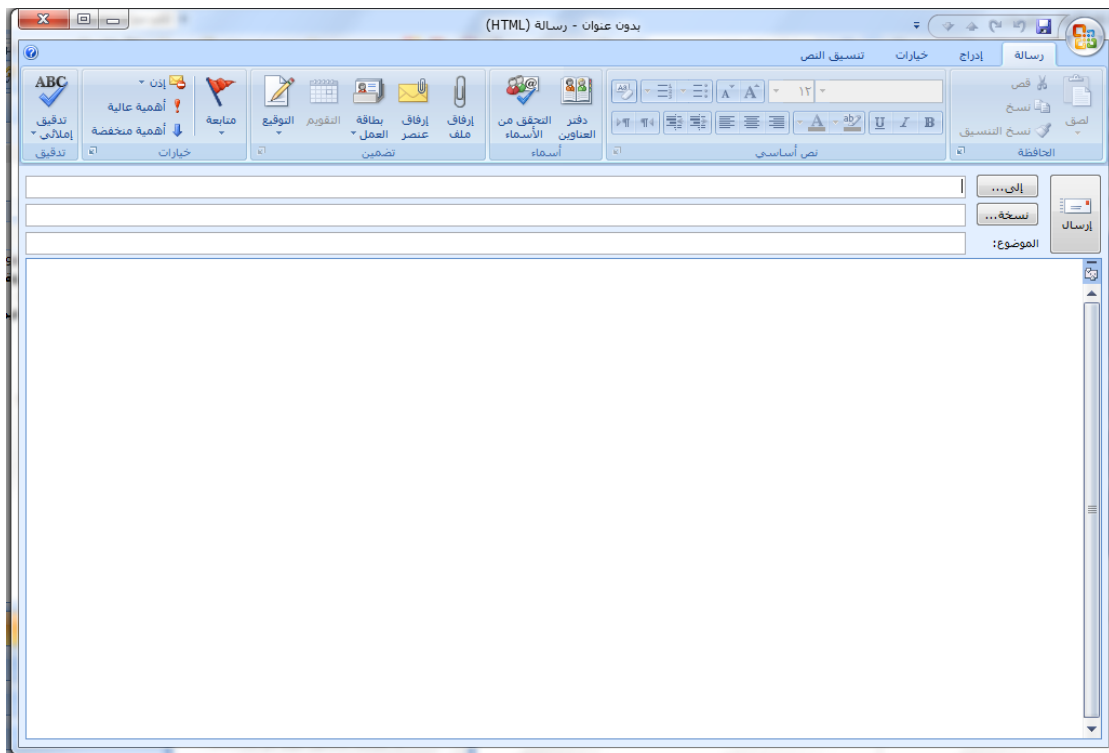 بدون عنوان - رسالة (HTML)
رسالة
إدراج
خيارات
تنسيق النص
لصق
قص
نسخ
نسخ التنسيق
الحافظة
١٢
B I U
نص أساسي
دفتر العناوين
التحقق من الأسماء
أسماء
إرفاق ملف
إرفاق عنصر
بطاقة العمل
التقويم
التوقيع
تضمين
متابعة
إذن
أهمية عالية
أهمية منخفضة
خيارات
ABC
تدقيق إملائي
تدقيق
إرسال
إلى...
نسخة...
الموضوع: